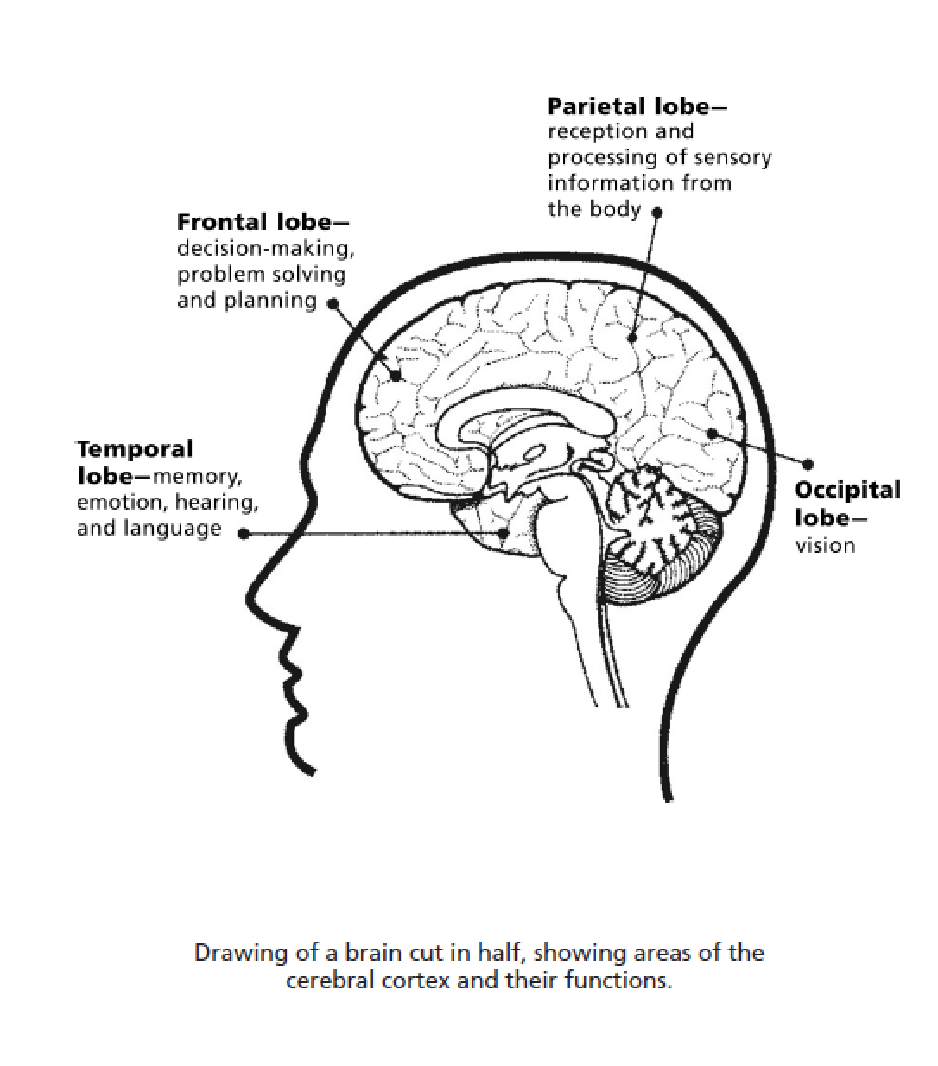 Parietal lobe—
reception and
processing of sensory
information from
the body
Frontal lobe—
decision-making,
problem solving
and planning
Temporal
lobe—memory,
emotion, hearing,
and language
Occipital
lobe—
vision
Drawing of a brain cut in half, showing areas of the
cerebral cortex and their functions.